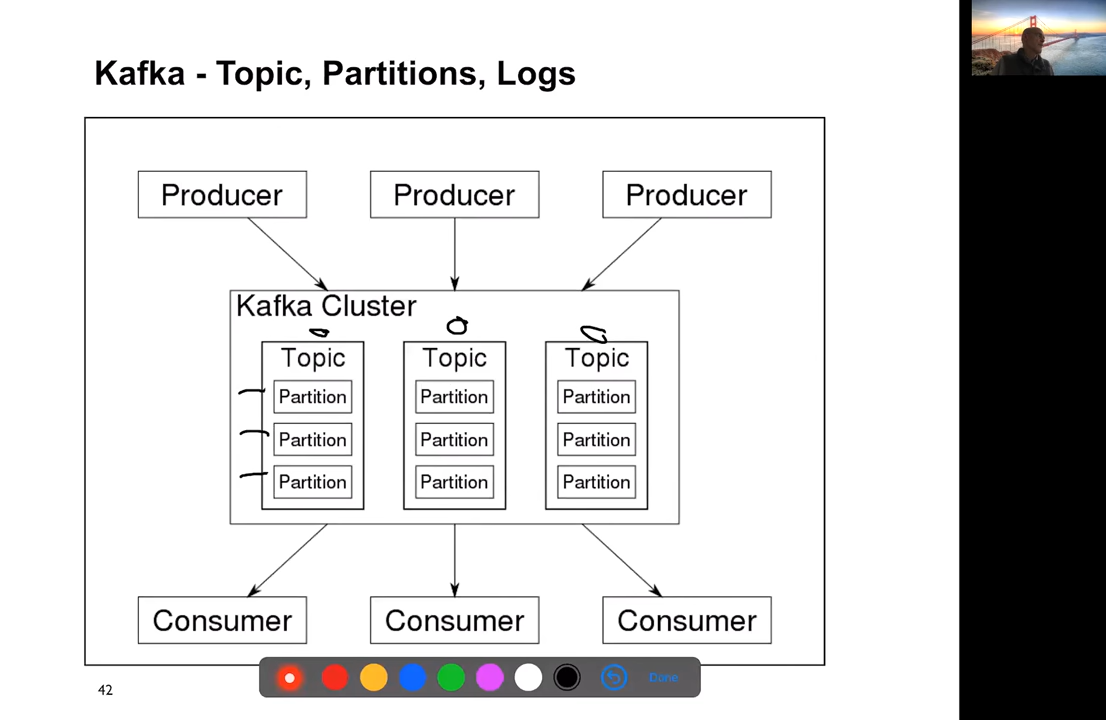 Kafka - Topic, Partitions, Logs
Producer Producer Producer
Kafka Cluster
Topic Topic Topic
Partition Partition Partition
Partition Partition Partition
Partition Partition Partition
Consumer Consumer Consumer
Done
42